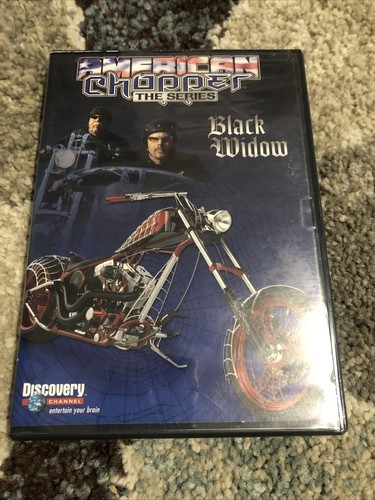 AMERICAN
Chopper
THE SERIES
Black
Widow
Discovery
CHANNEL
entertain your brain